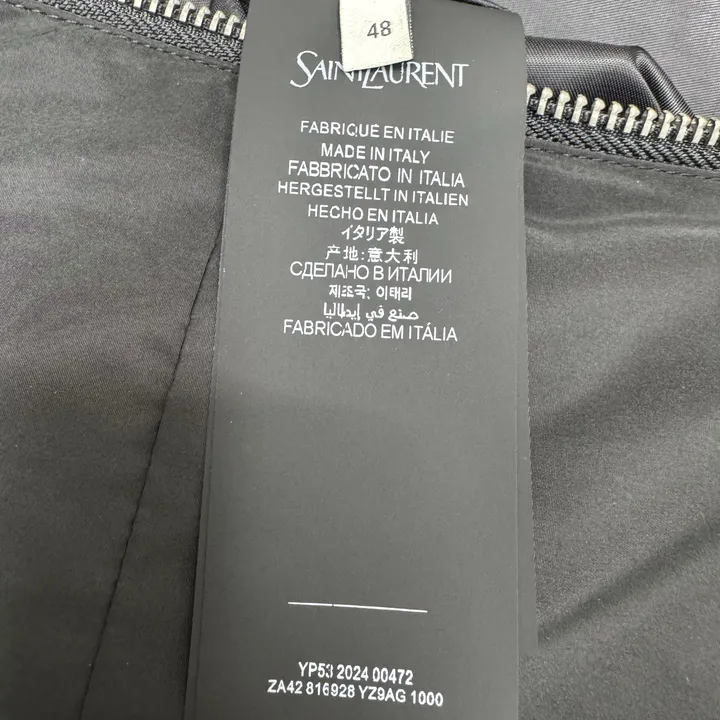 48
SAINT LAURENT
FABRIQUÉ EN ITALIE
MADE IN ITALY
FABBRICATO IN ITALIA
HERGESTELLT IN ITALIEN
HECHO EN ITALIA
イタリア製
产地:意大利
СДЕЛАНО В ИТАЛИИ
제조국: 이태리
صنع في إيطاليا
FABRICADO EM ITÁLIA
YP53 2024 00472
ZA42 816928 YZ9AG 1000